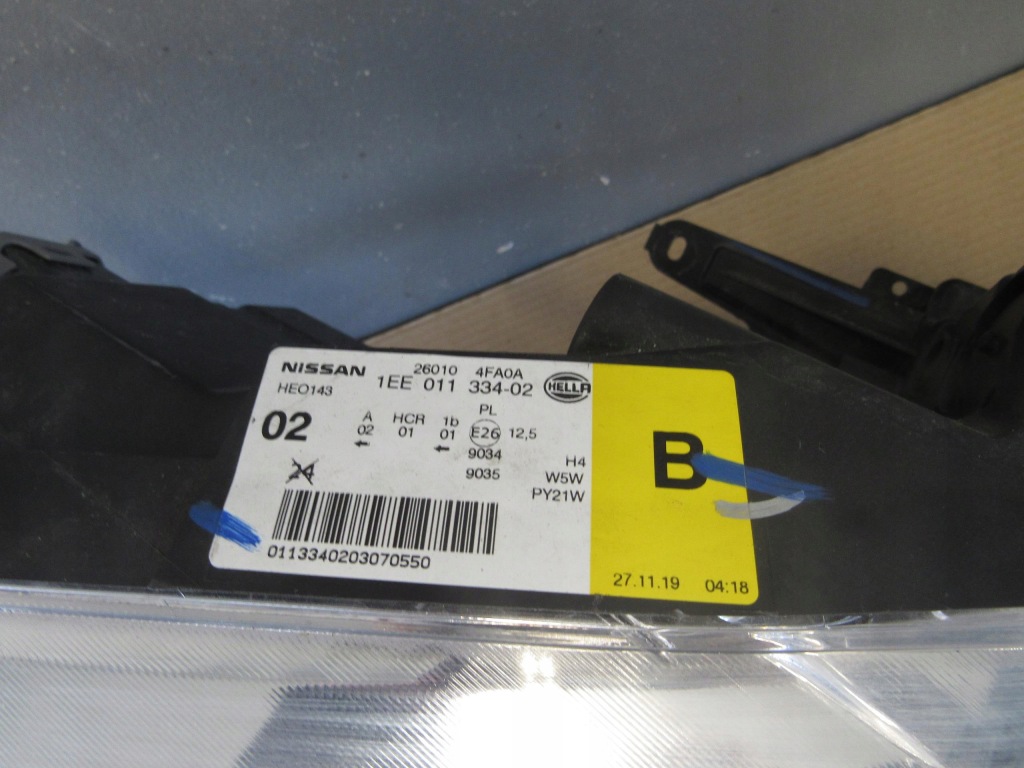 NISSAN 26010 4FA0A
HEO143 1EE 011 334-02 HELLA
PL
02 A HCR 1b E26 12,5
02 01 01
9034
24 9035 H4
W5W
PY21W
B
0113340203070550
27.11.19 04:18